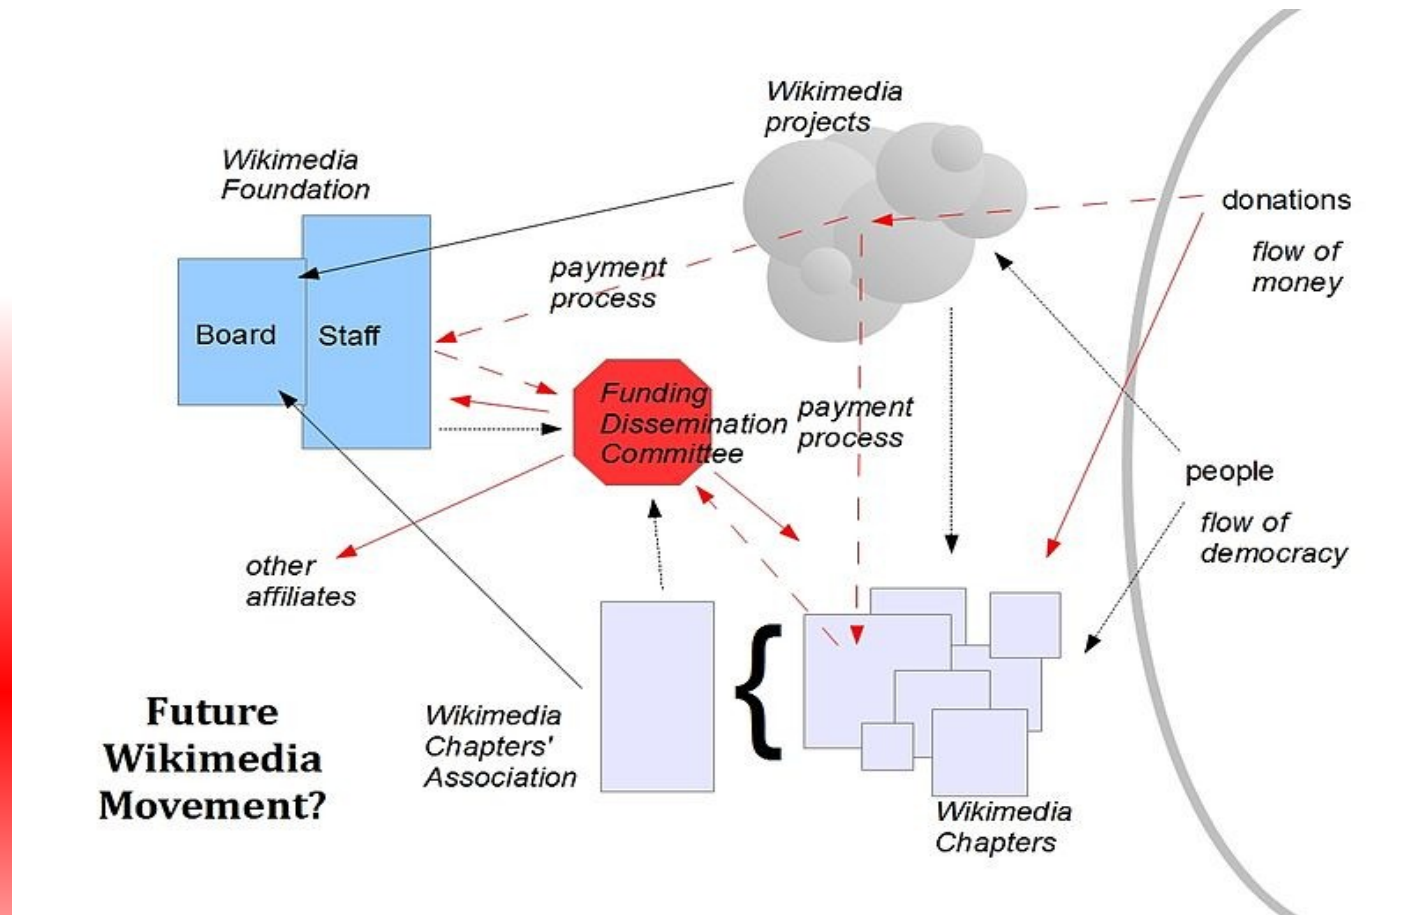 Wikimedia
projects
Wikimedia
Foundation
donations
flow of
money
payment
process
Board
Staff
Funding
Dissemination
Committee
payment
process
people
flow of
democracy
other
affiliates
Future
Wikimedia
Movement?
Wikimedia
Chapters'
Association
{
Wikimedia
Chapters